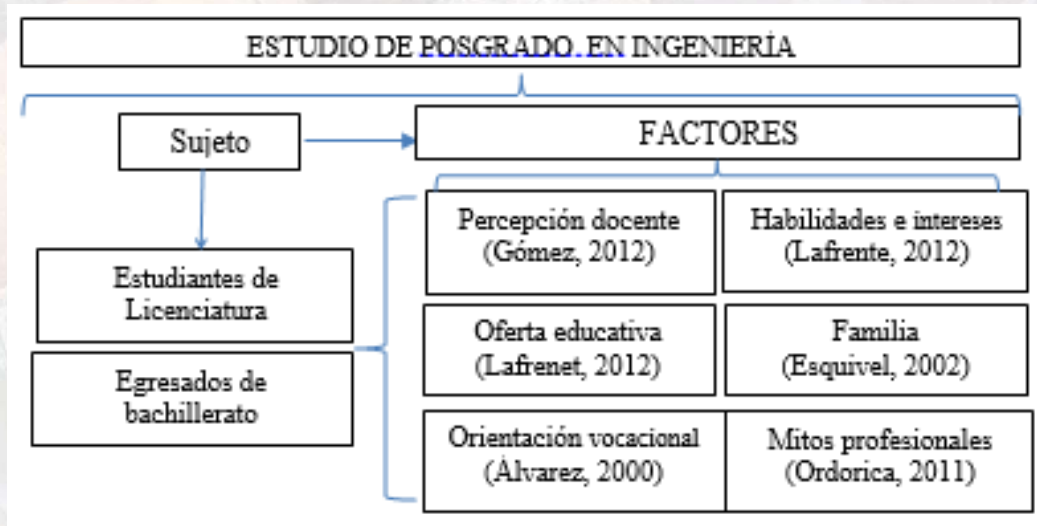 ESTUDIO DE POSGRADO EN INGENIERÍA
Sujeto
FACTORES
Estudiantes de
Licenciatura
Egresados de
bachillerato
Percepción docente
(Gómez, 2012)
Habilidades e intereses
(Lafrente, 2012)
Oferta educativa
(Lafrenet, 2012)
Familia
(Esquivel, 2002)
Orientación vocacional
(Álvarez, 2000)
Mitos profesionales
(Ordorica, 2011)